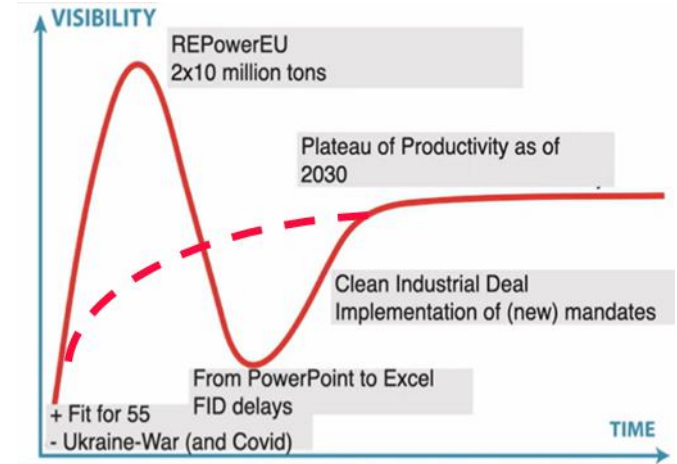 VISIBILITY
REPowerEU
2x10 million tons
Plateau of Productivity as of
2030
Clean Industrial Deal
Implementation of (new) mandates
From PowerPoint to Excel
FID delays
+ Fit for 55
- Ukraine-War (and Covid)
TIME